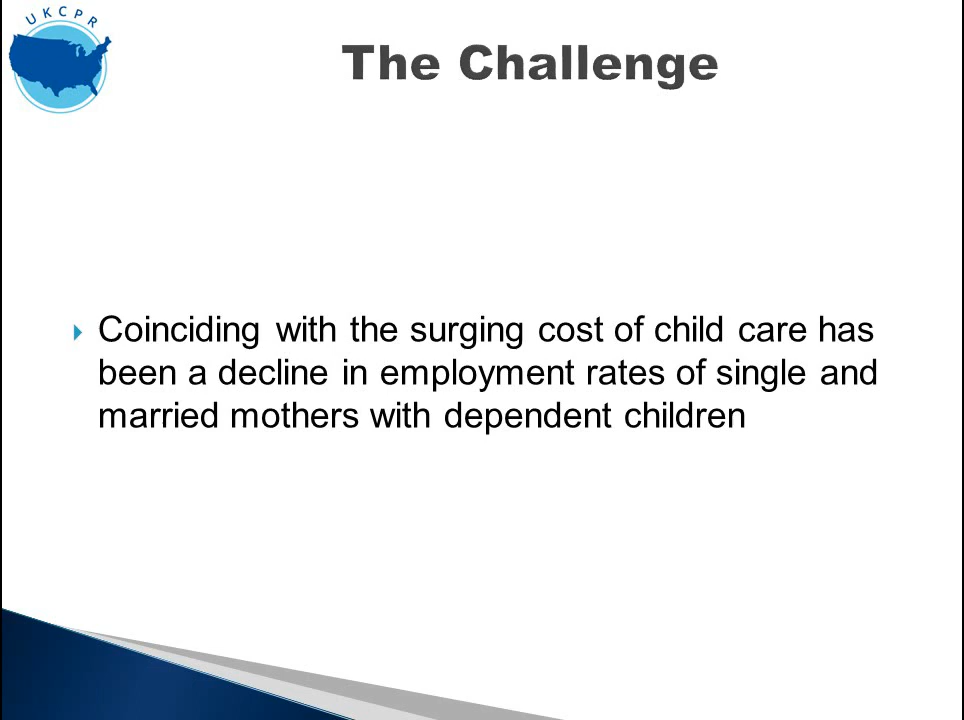 UKCPR
The Challenge
Coinciding with the surging cost of child care has
been a decline in employment rates of single and
married mothers with dependent children